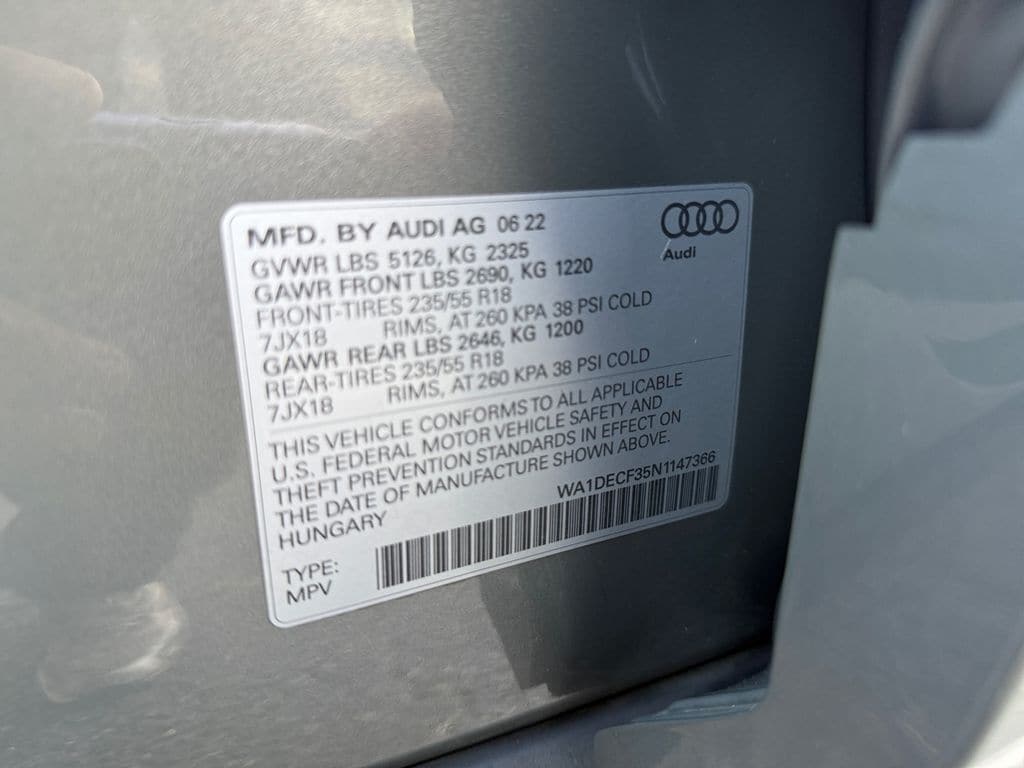 MFD. BY AUDI AG 06 22
Audi
GVWR LBS 5126, KG 2325
GAWR FRONT LBS 2690, KG 1220
FRONT-TIRES 235/55 R18
7JX18 RIMS, AT 260 KPA 38 PSI COLD
GAWR REAR LBS 2646, KG 1200
REAR-TIRES 235/55 R18
7JX18 RIMS, AT 260 KPA 38 PSI COLD
THIS VEHICLE CONFORMS TO ALL APPLICABLE
U.S. FEDERAL MOTOR VEHICLE SAFETY AND
THEFT PREVENTION STANDARDS IN EFFECT ON
THE DATE OF MANUFACTURE SHOWN ABOVE.
HUNGARY
WA1DECF35N1147366
TYPE:
MPV